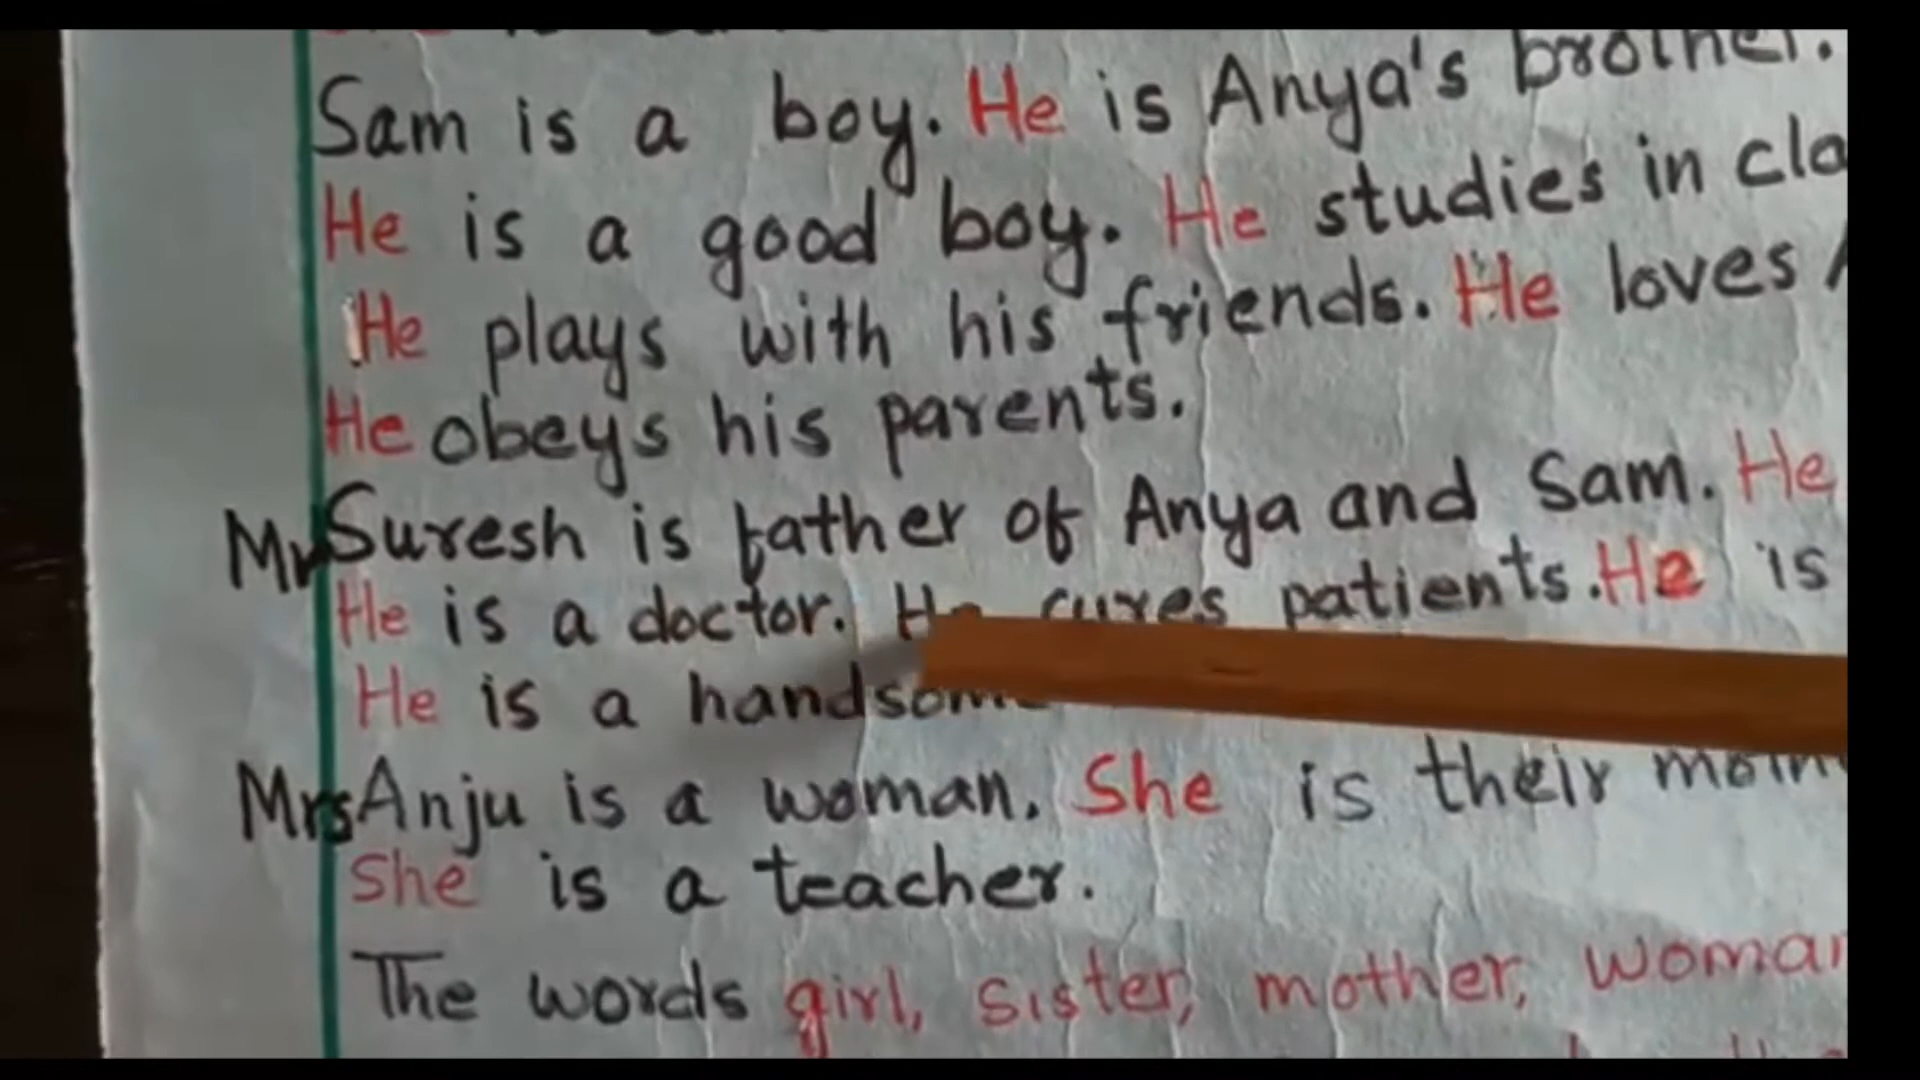 Sam is a boy. He is Anya's brother.
He is a good boy. He studies in
He plays with his friends. He loves
He obeys his parents.
Mr Suresh is father of Anya and Sam. He
He is a doctor. He cures patients. He is
He is a handsome
Mrs Anju is a woman. She is their
She is a teacher.
The words girl, sister, mother,